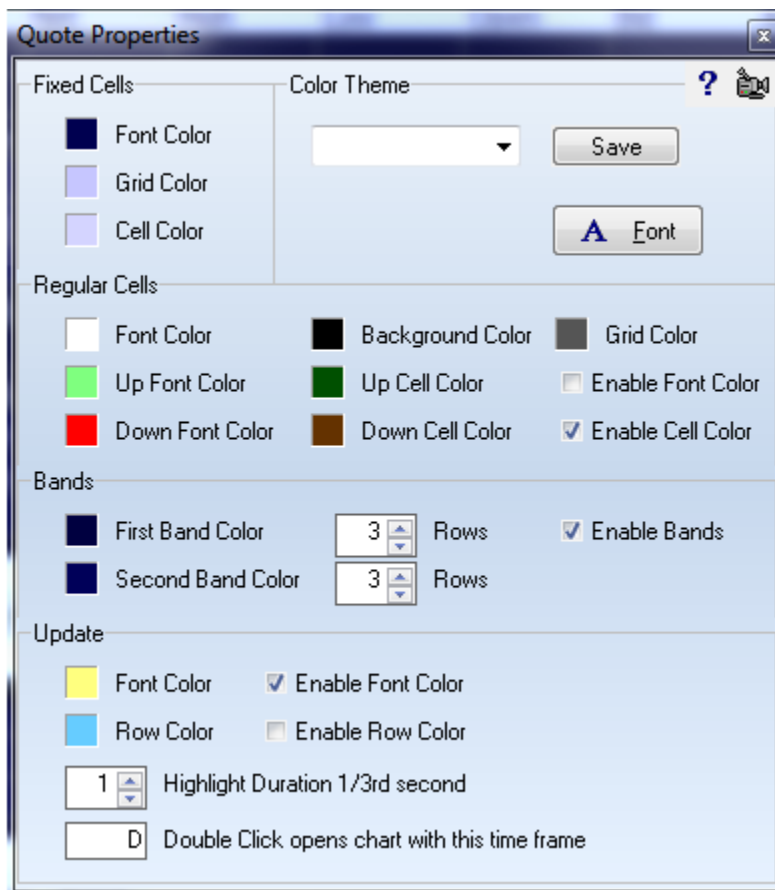 Quote Properties x
Fixed Cells Color Theme ?
Font Color
Save
Grid Color
Cell Color
A Font
Regular Cells
Font Color Background Color Grid Color
Up Font Color Up Cell Color Enable Font Color
Down Font Color Down Cell Color Enable Cell Color
Bands
First Band Color 3 Rows Enable Bands
Second Band Color 3 Rows
Update
Font Color Enable Font Color
Row Color Enable Row Color
1 Highlight Duration 1/3rd second
D Double Click opens chart with this time frame